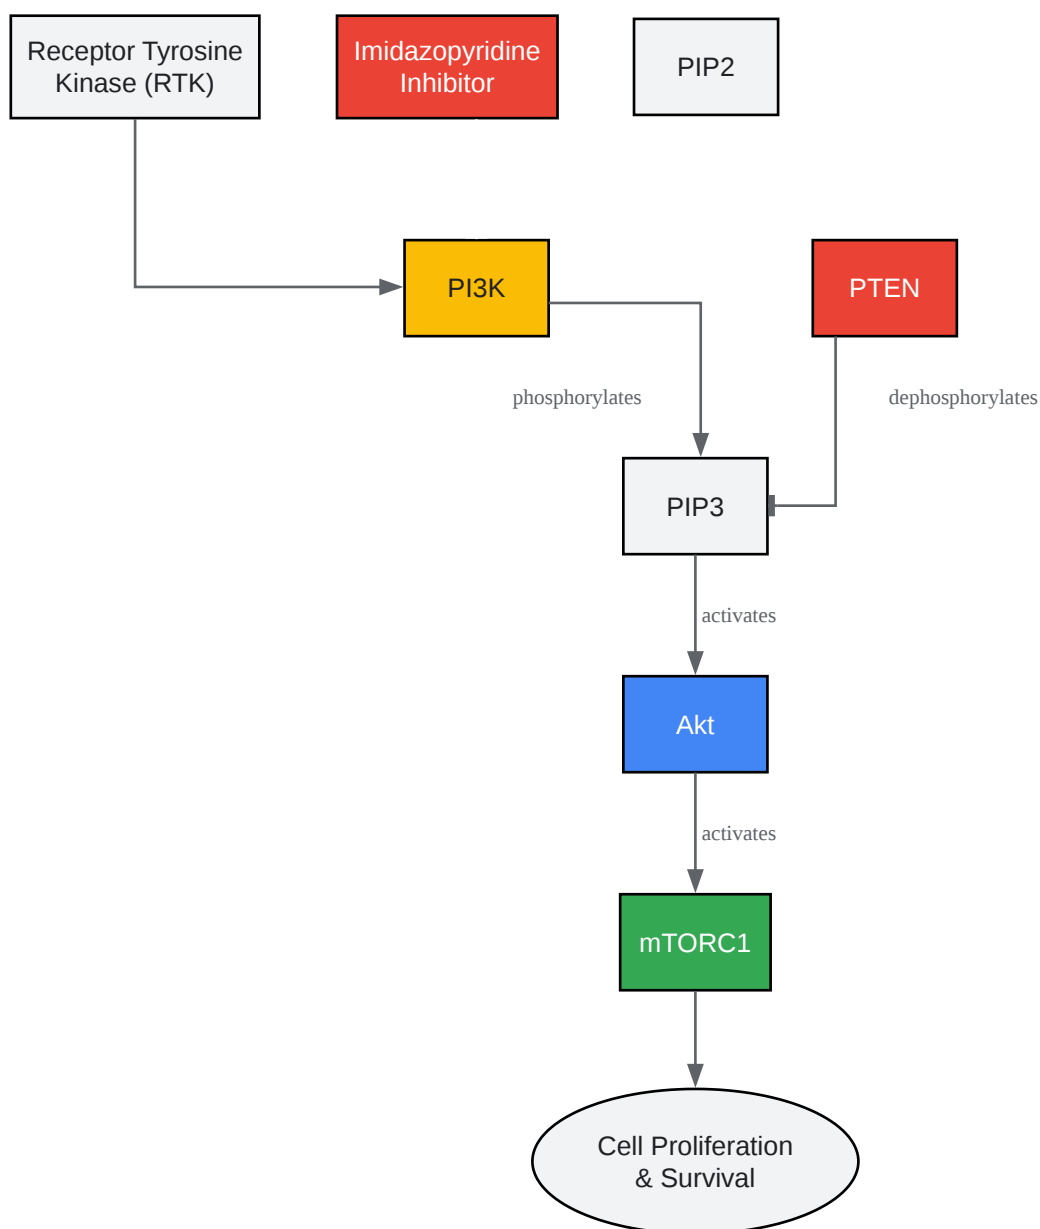 Receptor Tyrosine
Kinase (RTK)
Imidazopyridine
Inhibitor
PIP2
PI3K
PTEN
phosphorylates
dephosphorylates
PIP3
activates
Akt
activates
mTORC1
Cell Proliferation
& Survival